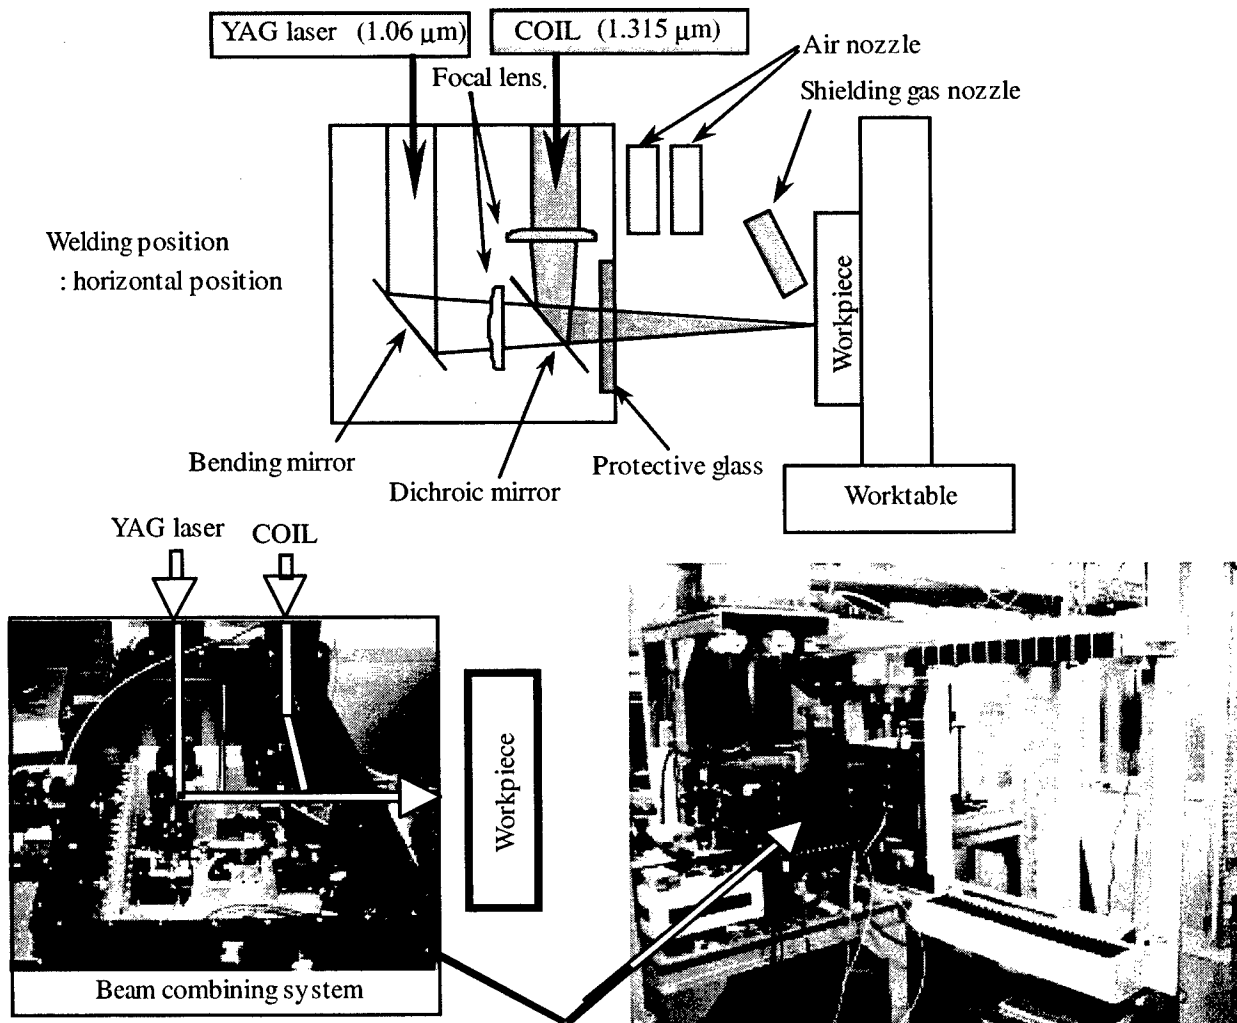 YAG laser (1.06 µm)
COIL (1.315 µm)
Air nozzle
Focal lens.
Shielding gas nozzle
Welding position
: horizontal position
Workpiece
Bending mirror
Dichroic mirror
Protective glass
Worktable
YAG laser
COIL
Workpiece
Beam combining system